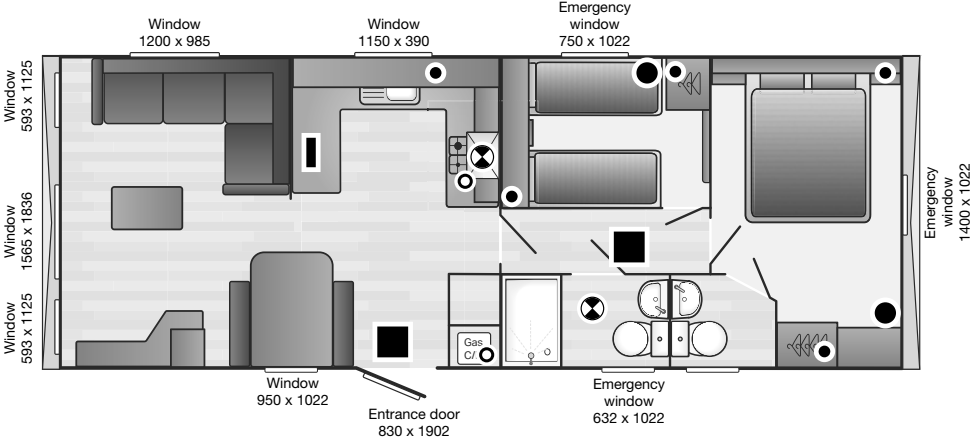 Emergency
window
750 x 1022
Window
1200 x 985
Window
1150 x 390
Window
593 x 1125
Window
1565 x 1836
Window
593 x 1125
Emergency
window
1400 x 1022
Gas
C/
Window
950 x 1022
Emergency
window
632 x 1022
Entrance door
830 x 1902